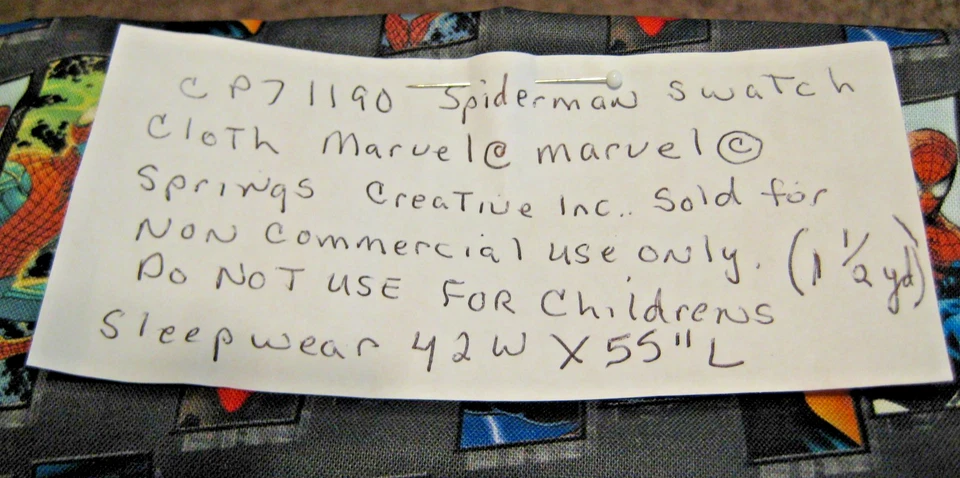 CP71190 Spiderman Swatch
Cloth Marvel© marvel©
Springs Creative Inc.. Sold for
NON Commercial use only. (1 1/2 yd)
Do NOT USE FOR Childrens
Sleepwear 42W X 55" L